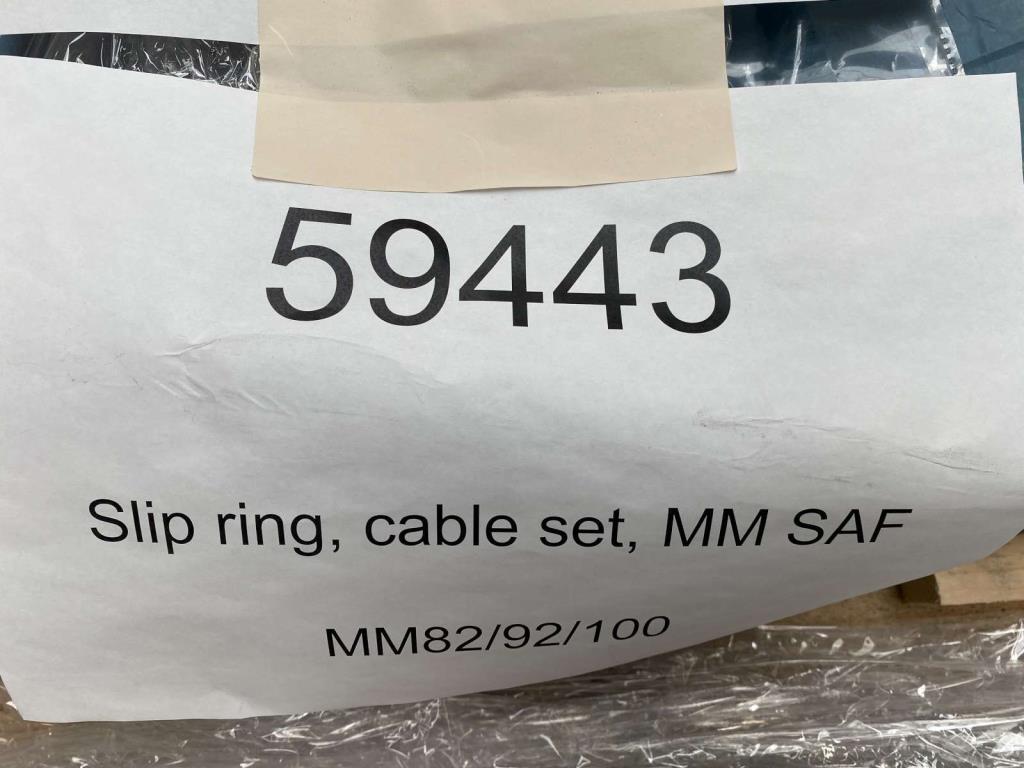 59443
Slip ring, cable set, MM SAF
MM82/92/100